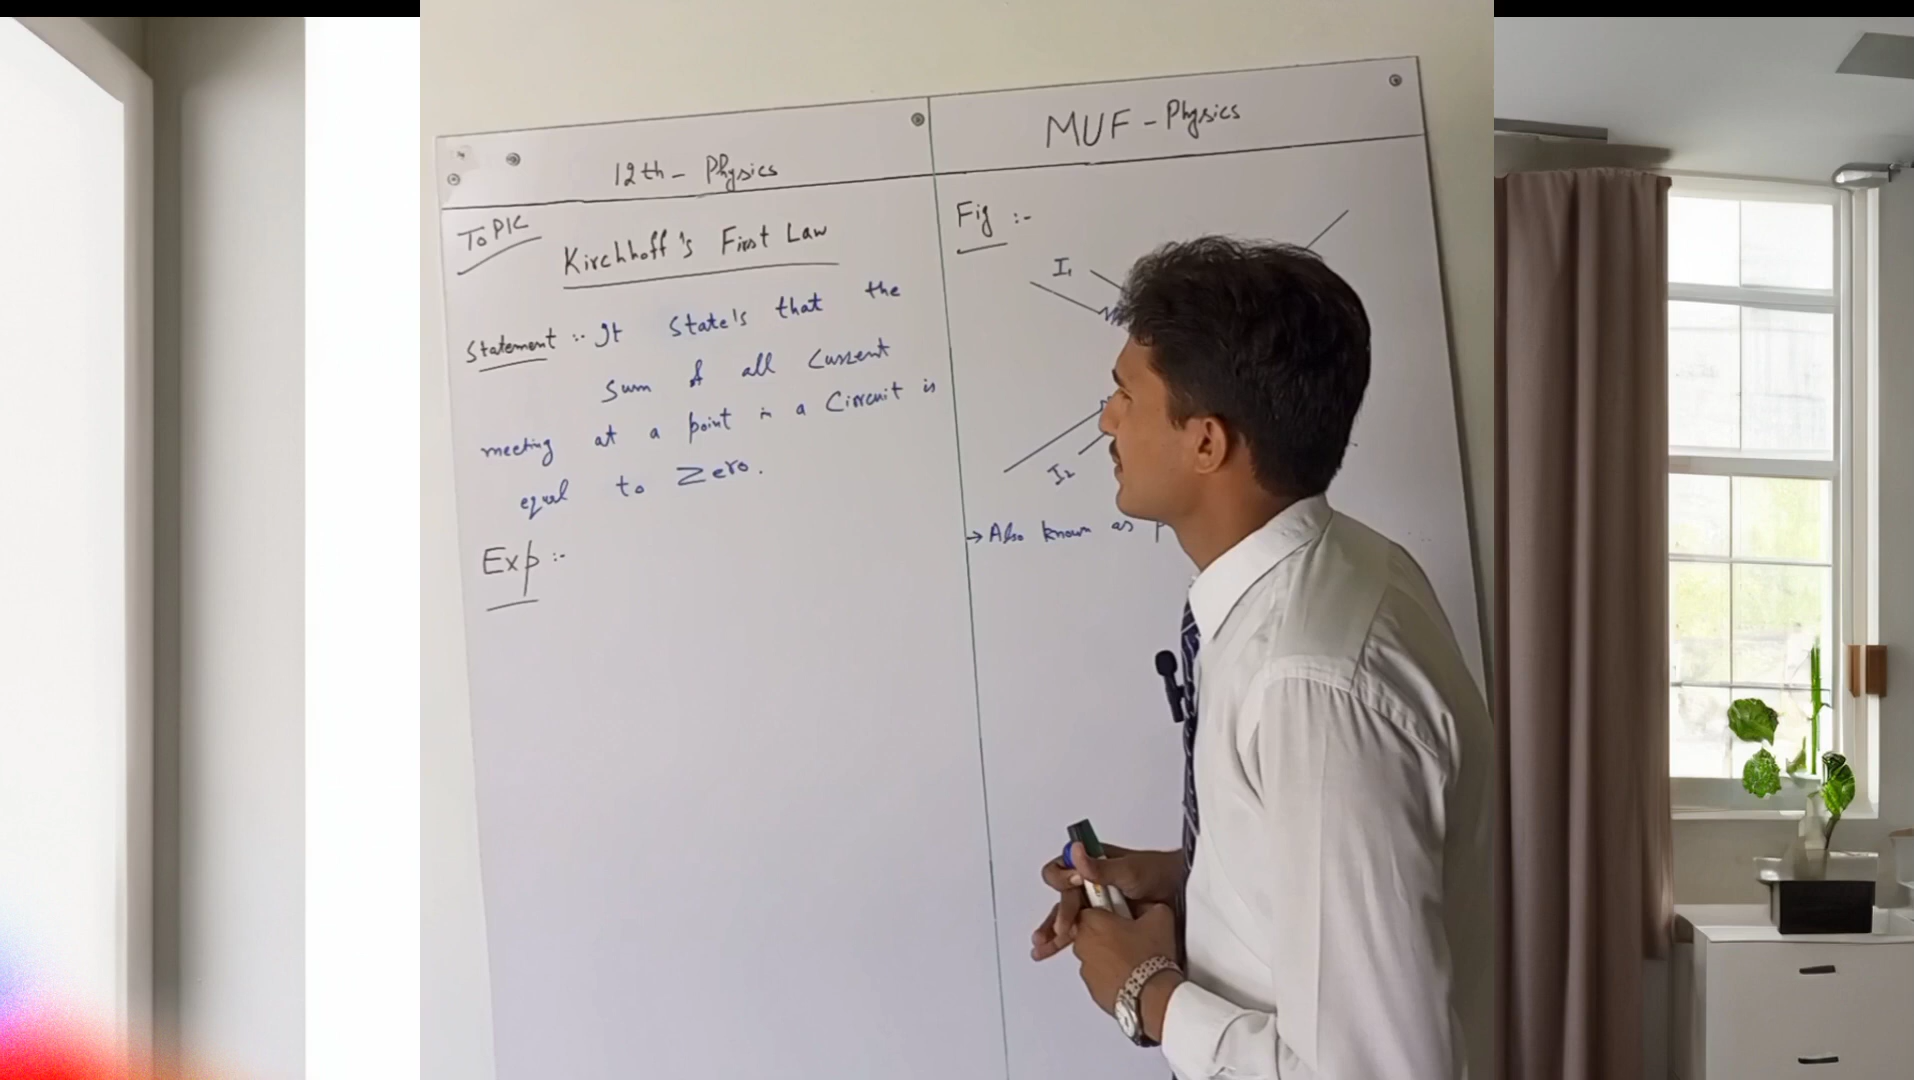 12th - Physics
MUF - Physics
TOPIC
Kirchhoff's First Law
Statement :- It State's that the
Sum of all Current
meeting at a point in a Circuit is
equal to Zero.
Exp :-
Fig :-
I₁
I₂
→ Also known as